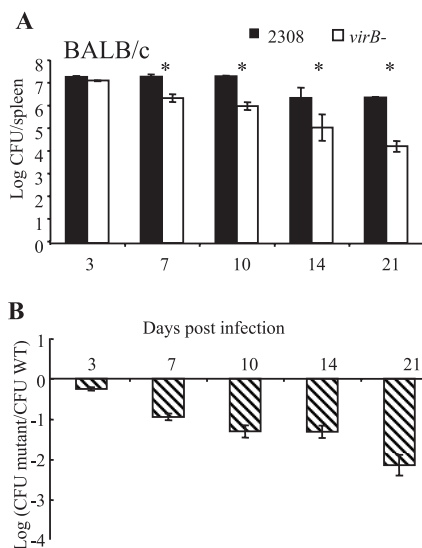 A
2308
virB-
BALB/c
* * * *
Log CFU/spleen
8
7
6
5
4
3
2
1
0
3 7 10 14 21
B
Days post infection
3 7 10 14 21
Log (CFU mutant/CFU WT)
1
0
-1
-2
-3
-4